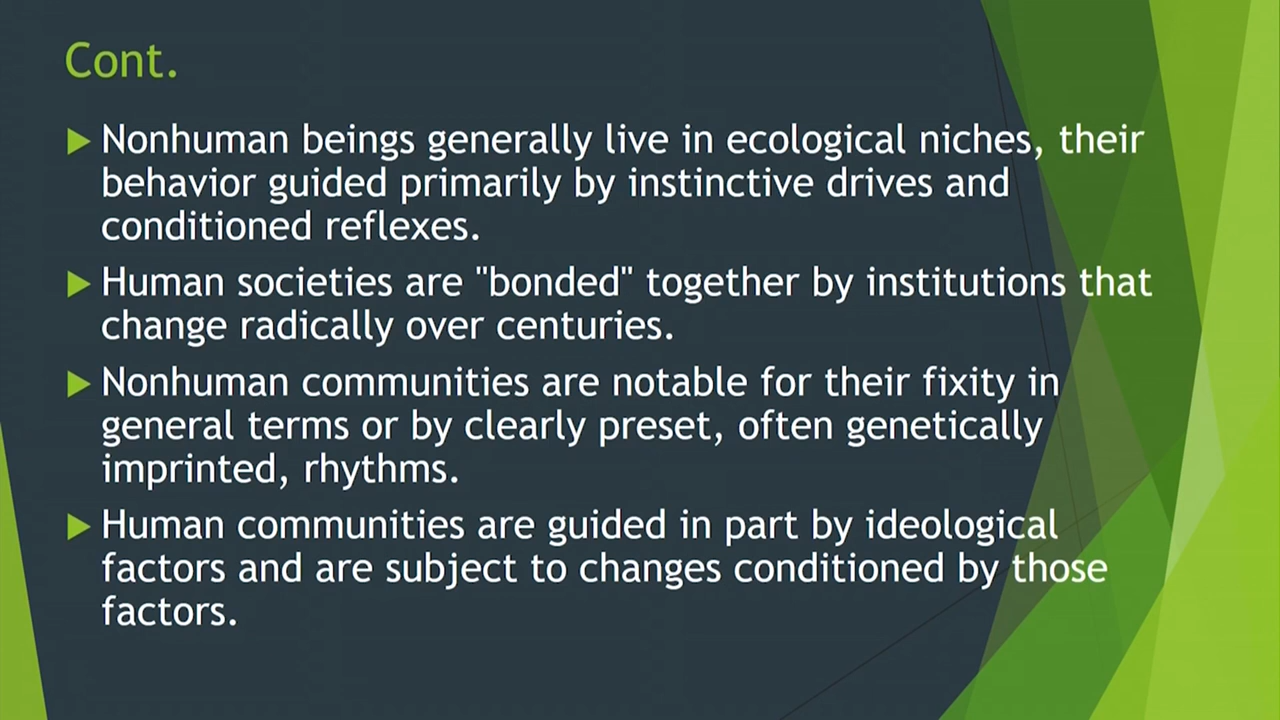 Cont.
Nonhuman beings generally live in ecological niches, their
behavior guided primarily by instinctive drives and
conditioned reflexes.
Human societies are "bonded" together by institutions that
change radically over centuries.
Nonhuman communities are notable for their fixity in
general terms or by clearly preset, often genetically
imprinted, rhythms.
Human communities are guided in part by ideological
factors and are subject to changes conditioned by those
factors.